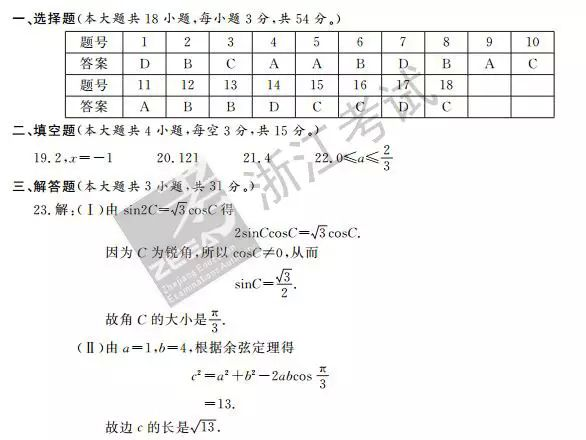 一、选择题(本大题共18小题,每小题3分,共54分。)
题号 1 2 3 4 5 6 7 8 9 10
答案 D B C A A B D B A C
题号 11 12 13 14 15 16 17 18
答案 A B B D C C D C
二、填空题(本大题共4小题,每空3分,共15分。)
19.2,x=-1 20.121 21.4 22.0≤a≤2/3
三、解答题(本大题共3小题,共31分。)
23.解:(Ⅰ)由 sin2C=√3cosC得
2sinCcosC=√3cosC.
因为C为锐角,所以cosC≠0,从而
sinC=√3/2.
故角C的大小是π/3.
(Ⅱ)由a=1,b=4,根据余弦定理得
c²=a²+b²-2abcos π/3
=13.
故边c的长是√13.
浙江考试
ZJEEA
Zhejiang Education
Examinations Authority